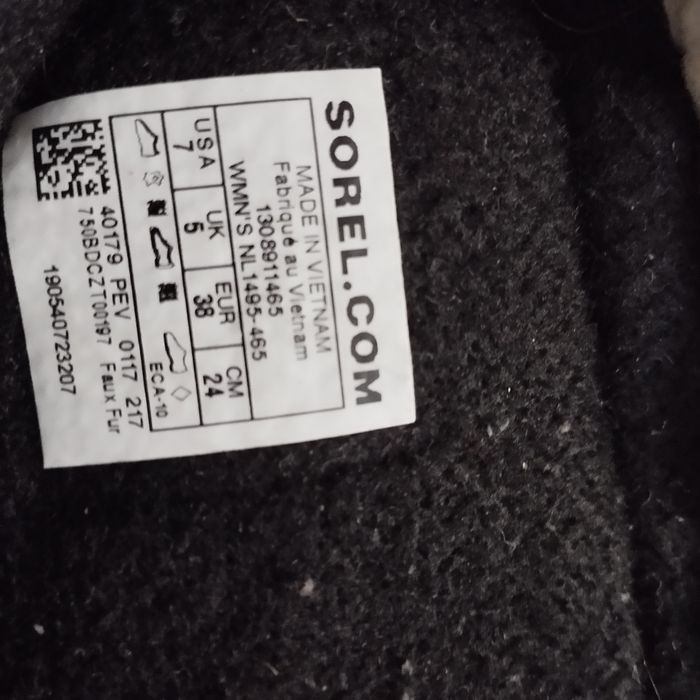 SOREL.COM
MADE IN VIETNAM
Fabriqué au Vietnam
1308911465
WMN'S NL1495-465
USA UK EUR CM
7 5 38 24
ECA-10
40179 PEV 0117 217
750BDCZT00197 Faux Fur
190540723207